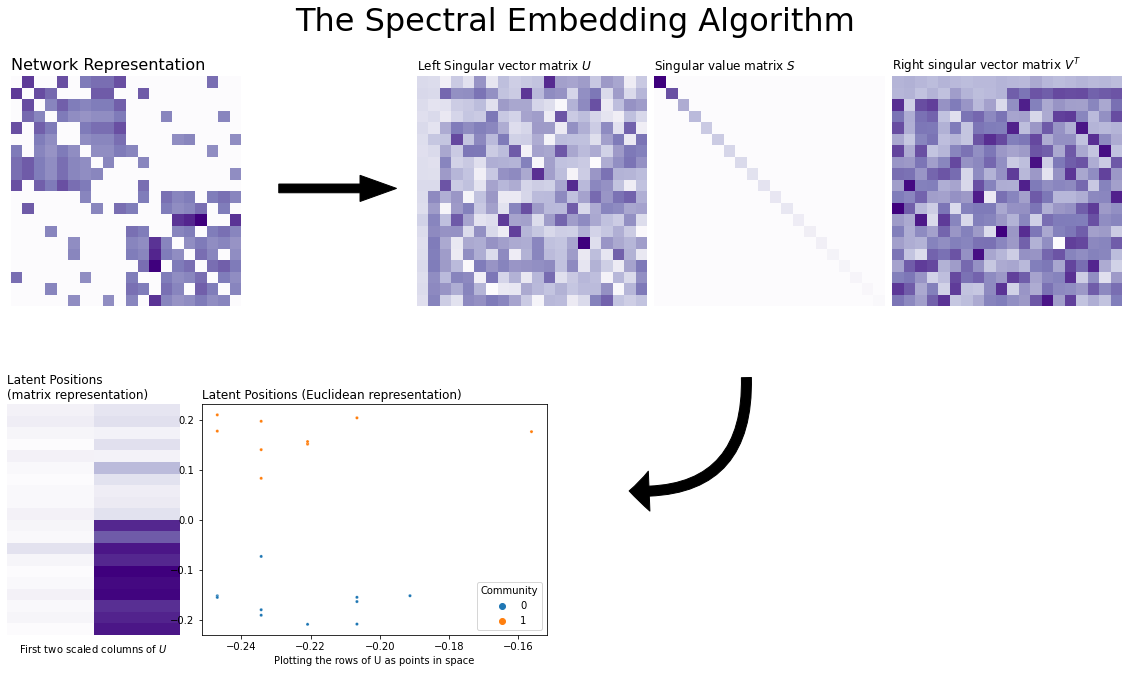 The Spectral Embedding Algorithm
Network Representation
Left Singular vector matrix U
Singular value matrix S
Right singular vector matrix V^T
Latent Positions
(matrix representation)
First two scaled columns of U
Latent Positions (Euclidean representation)
0.2
0.1
0.0
−0.1
−0.2
−0.24
−0.22
−0.20
−0.18
−0.16
Plotting the rows of U as points in space
Community
0
1